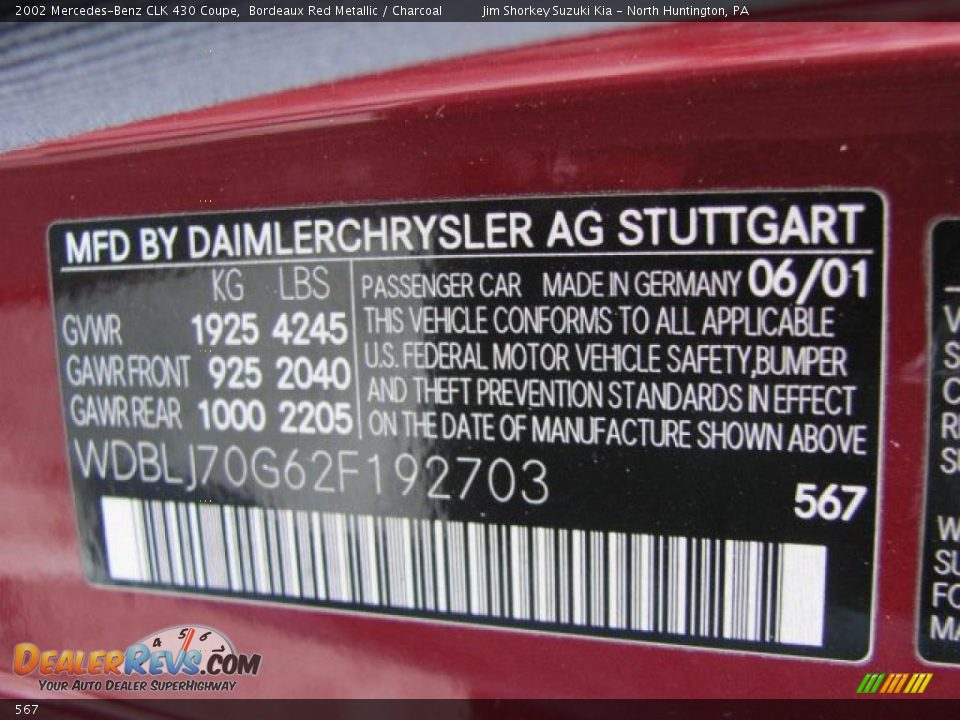 2002 Mercedes-Benz CLK 430 Coupe, Bordeaux Red Metallic / Charcoal Jim Shorkey Suzuki Kia - North Huntington, PA
MFD BY DAIMLERCHRYSLER AG STUTTGART
KG LBS
GVWR 1925 4245
GAWR FRONT 925 2040
GAWR REAR 1000 2205
PASSENGER CAR MADE IN GERMANY 06/01
THIS VEHICLE CONFORMS TO ALL APPLICABLE
U.S. FEDERAL MOTOR VEHICLE SAFETY, BUMPER
AND THEFT PREVENTION STANDARDS IN EFFECT
ON THE DATE OF MANUFACTURE SHOWN ABOVE
WDBLJ70G62F192703
567
4 5 6
DEALERREVS.COM
YOUR AUTO DEALER SUPERHIGHWAY
567